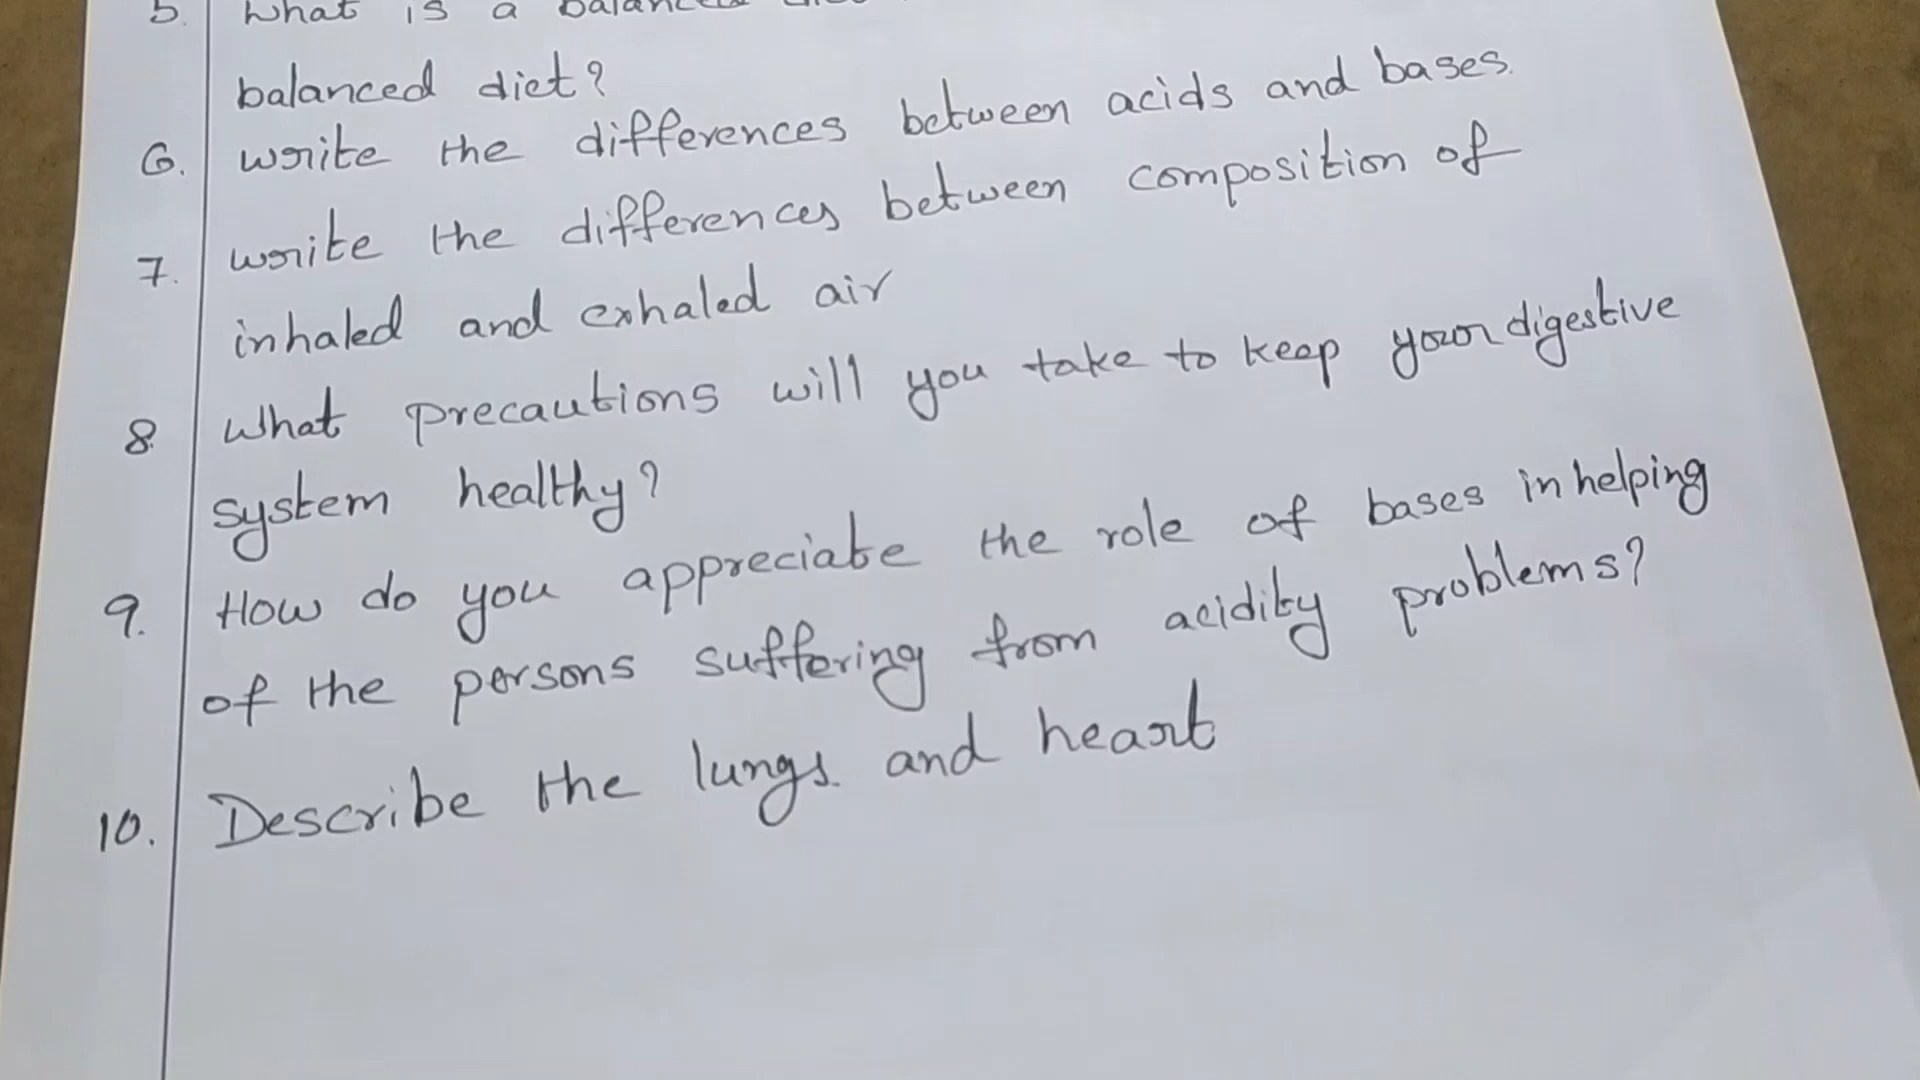 5. What is a balanced
balanced diet?
6. write the differences between acids and bases.
7. write the differences between composition of
inhaled and exhaled air
8. What precautions will you take to keep your digestive
system healthy?
9. How do you appreciate the role of bases in helping
of the persons suffering from acidity problems?
10. Describe the lungs and heart